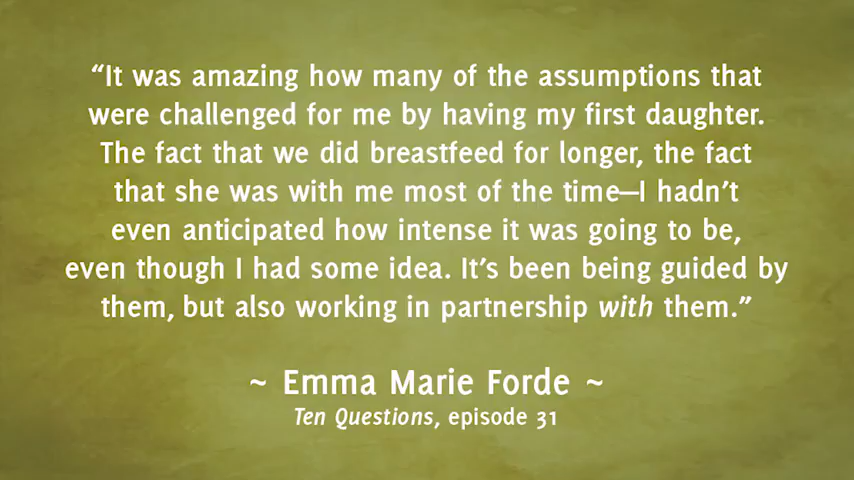 “It was amazing how many of the assumptions that
were challenged for me by having my first daughter.
The fact that we did breastfeed for longer, the fact
that she was with me most of the time—I hadn’t
even anticipated how intense it was going to be,
even though I had some idea. It’s been being guided by
them, but also working in partnership with them.”
~ Emma Marie Forde ~
Ten Questions, episode 31